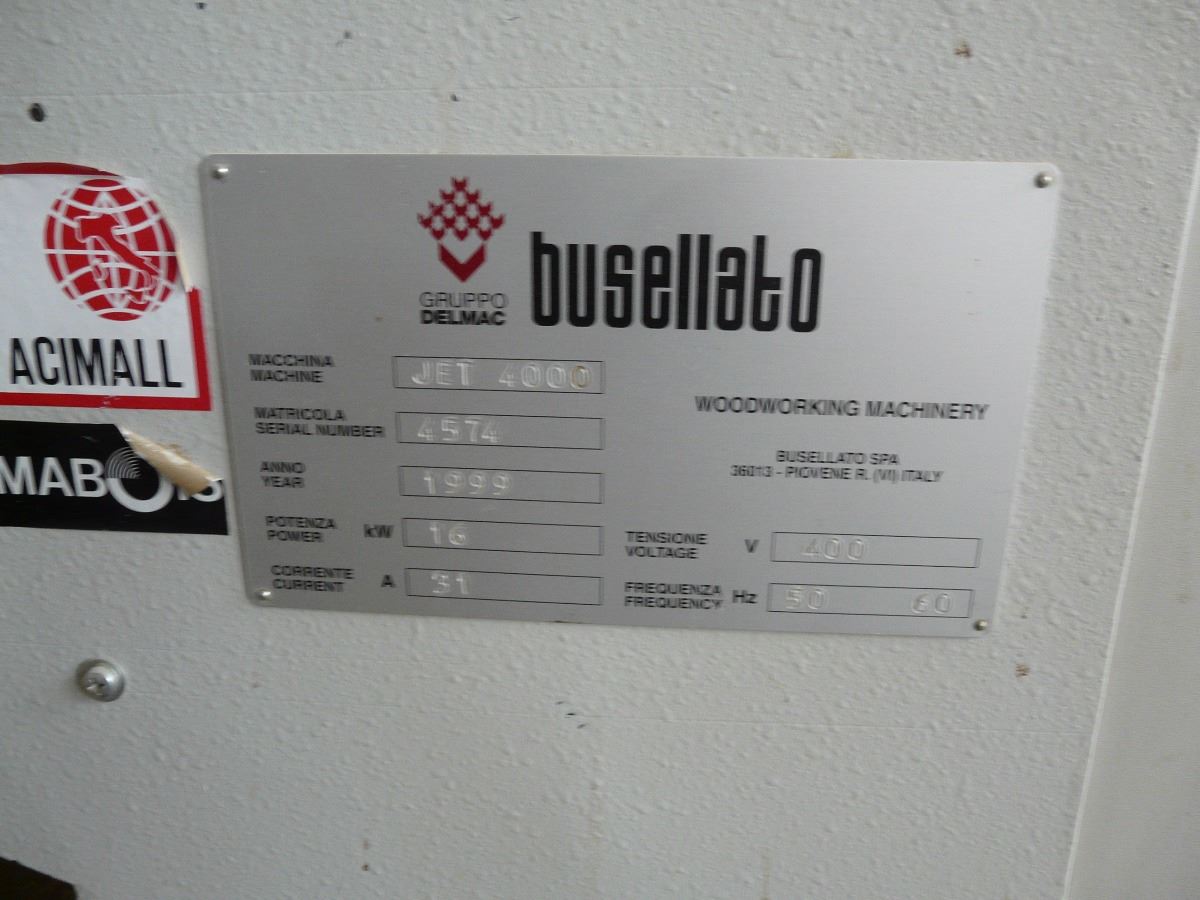 ACIMALL
MAB
GRUPPO
DELMAC
busellato
MACCHINA
MACHINE
JET 4000
MATRICOLA
SERIAL NUMBER
4574
ANNO
YEAR
1999
POTENZA
POWER
kW
16
CORRENTE
CURRENT
A
31
WOODWORKING MACHINERY
BUSELLATO SPA
36013 - PIOVENE R. (VI) ITALY
TENSIONE
VOLTAGE
V
400
FREQUENZA
FREQUENCY
Hz
50 60